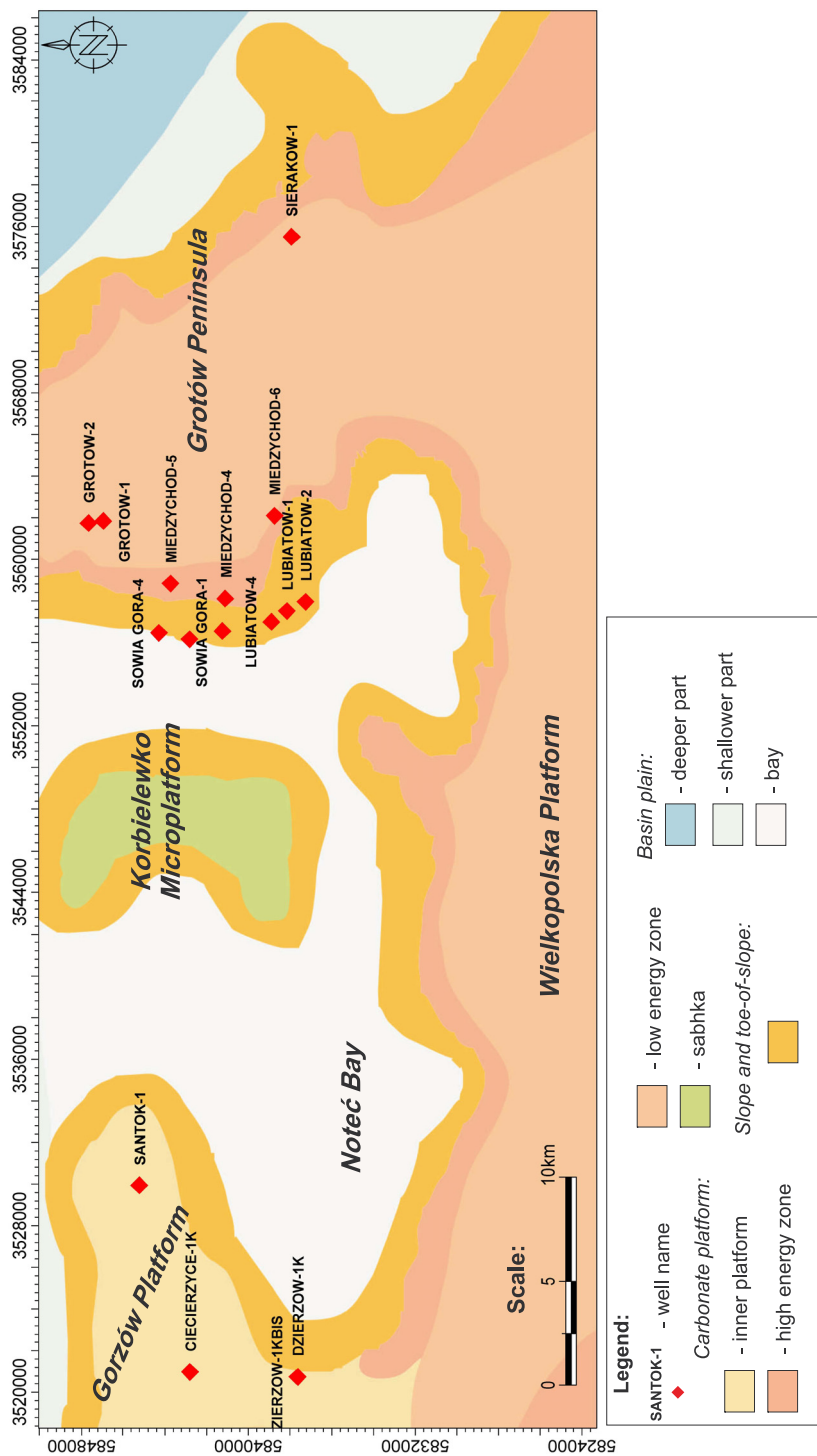 3520000
3528000
3536000
3544000
3552000
3560000
3568000
3576000
3584000
5848000
5840000
5832000
5824000
N
Gorzów Platform
SANTOK-1
CIECIERZYCE-1K
ZIERZOW-1KBIS
DZIERZOW-1K
Noteć Bay
Korbielewko
Microplatform
Wielkopolska Platform
Grotów Peninsula
GROTOW-2
GROTOW-1
MIEDZYCHOD-5
SOWIA GORA-4
SOWIA GORA-1
MIEDZYCHOD-4
LUBIATOW-4
MIEDZYCHOD-6
LUBIATOW-1
LUBIATOW-2
SIERAKOW-1
Scale:
0
5
10km
Legend:
SANTOK-1
- well name
Carbonate platform:
- inner platform
- high energy zone
- low energy zone
- sabhka
Slope and toe-of-slope:
Basin plain:
- deeper part
- shallower part
- bay